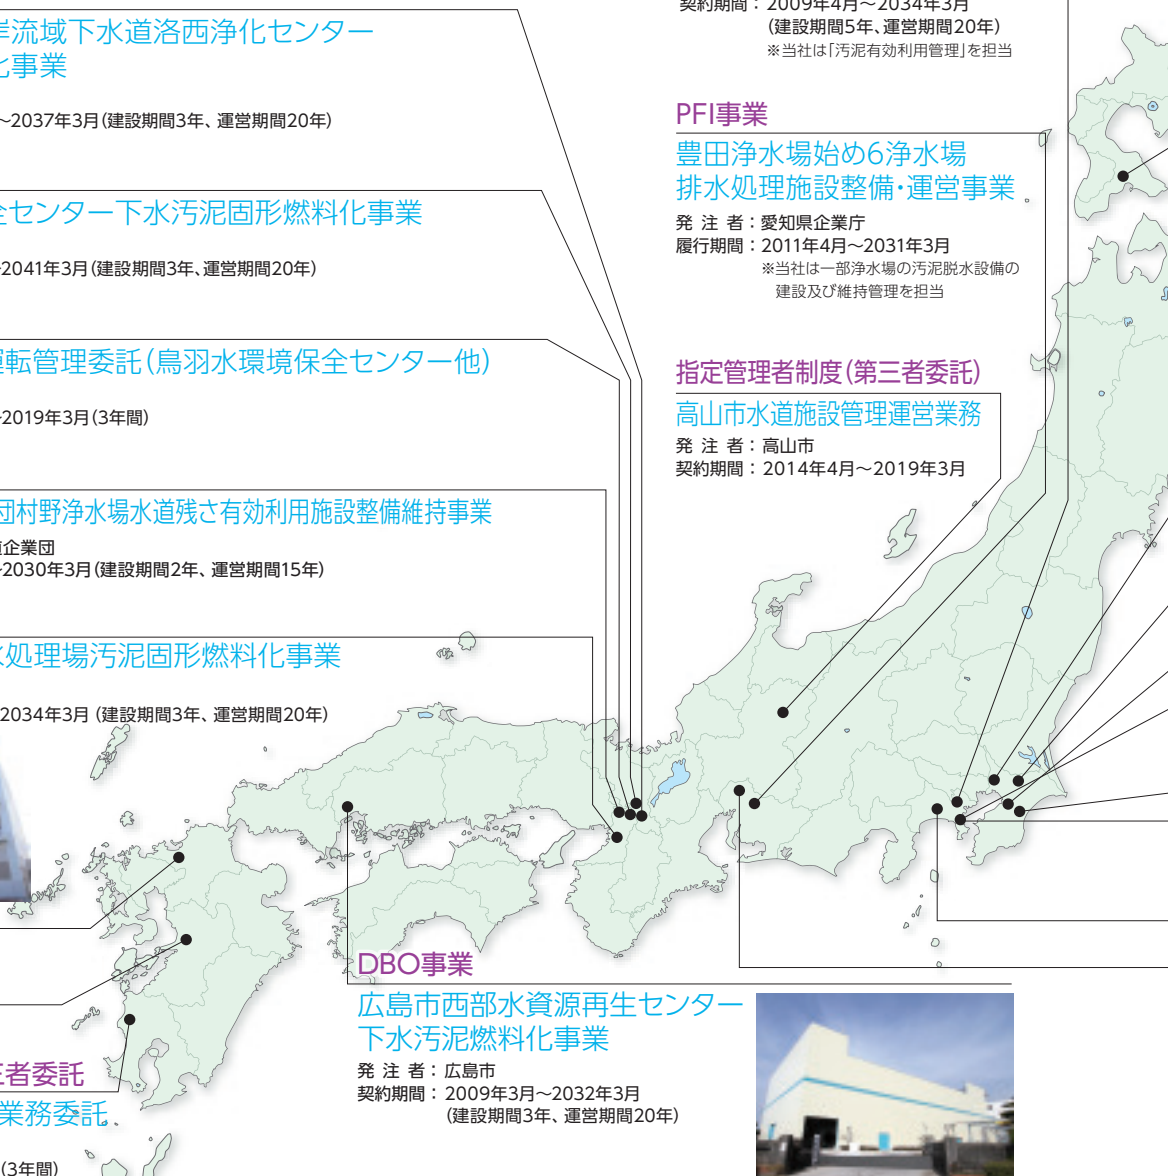 岸流域下水道洛西浄化センター
化事業
～2037年3月(建設期間3年、運営期間20年)
全センター下水汚泥固形燃料化事業
2041年3月(建設期間3年、運営期間20年)
転管理委託(鳥羽水環境保全センター他)
2019年3月(3年間)
団村野浄水場水道残さ有効利用施設整備維持事業
企業団
2030年3月(建設期間2年、運営期間15年)
処理場汚泥固形燃料化事業
2034年3月(建設期間3年、運営期間20年)
契約期間：2009年4月～2034年3月
(建設期間5年、運営期間20年)
※当社は「汚泥有効利用管理」を担当
PFI事業
豊田浄水場始め6浄水場
排水処理施設整備・運営事業
発 注 者：愛知県企業庁
履行期間：2011年4月～2031年3月
※当社は一部浄水場の汚泥脱水設備の
建設及び維持管理を担当
指定管理者制度(第三者委託)
高山市水道施設管理運営業務
発 注 者：高山市
契約期間：2014年4月～2019年3月
DBO事業
広島市西部水資源再生センター
下水汚泥燃料化事業
発 注 者：広島市
契約期間：2009年3月～2032年3月
(建設期間3年、運営期間20年)
三者委託
業務委託
(3年間)